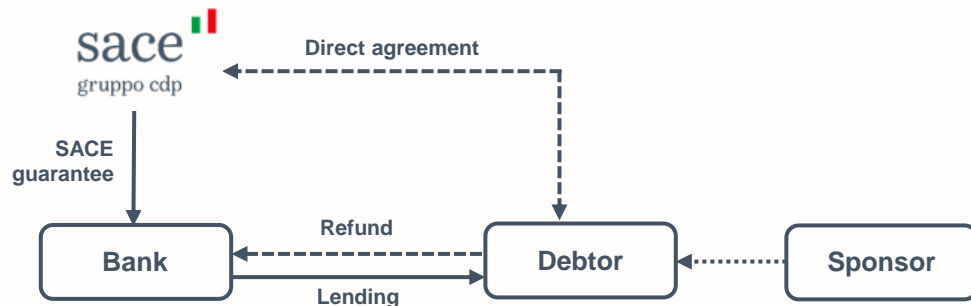 sace
gruppo cdp
Direct agreement
SACE
guarantee
Refund
Bank
Debtor
Sponsor
Lending